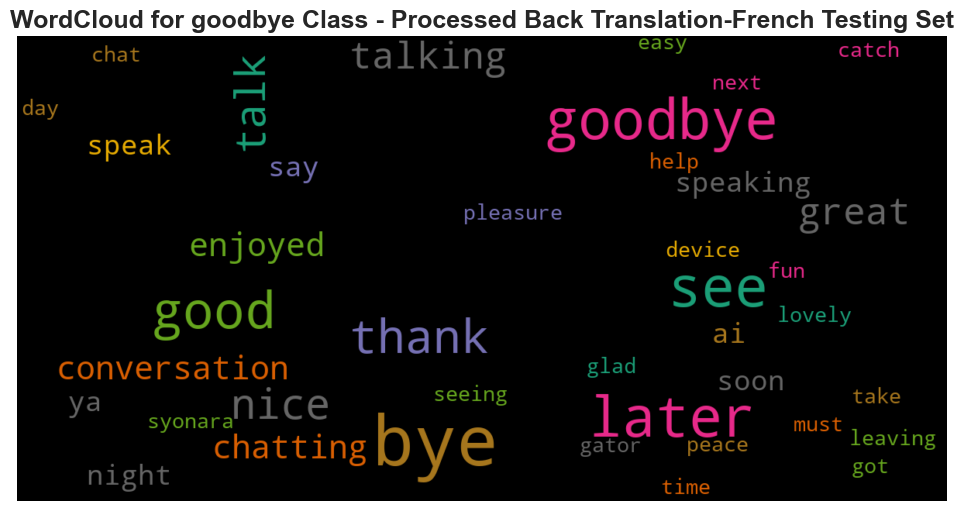 WordCloud for goodbye Class - Processed Back Translation-French Testing Set
chat
talk
talking
easy
catch
day
next
goodbye
speak
say
help
speaking
pleasure
great
enjoyed
device
fun
see
good
lovely
thank
ai
conversation
glad
soon
ya
nice
seeing
take
syonara
later
must
chatting
bye
gator
peace
leaving
night
got
time